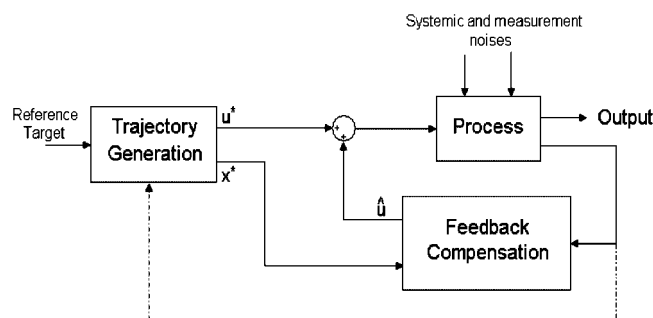 Systemic and measurement
noises
Reference
Target
Trajectory
Generation
u*
x*
+
+
Process
Output
û
Feedback
Compensation